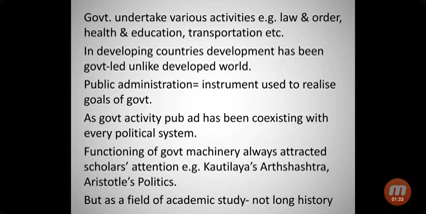 Govt. undertake various activities e.g. law & order,
health & education, transportation etc.
In developing countries development has been
govt-led unlike developed world.
Public administration= instrument used to realise
goals of govt.
As govt activity pub ad has been coexisting with
every political system.
Functioning of govt machinery always attracted
scholars' attention e.g. Kautilaya's Arthshashtra,
Aristotle's Politics.
But as a field of academic study- not long history
01:33